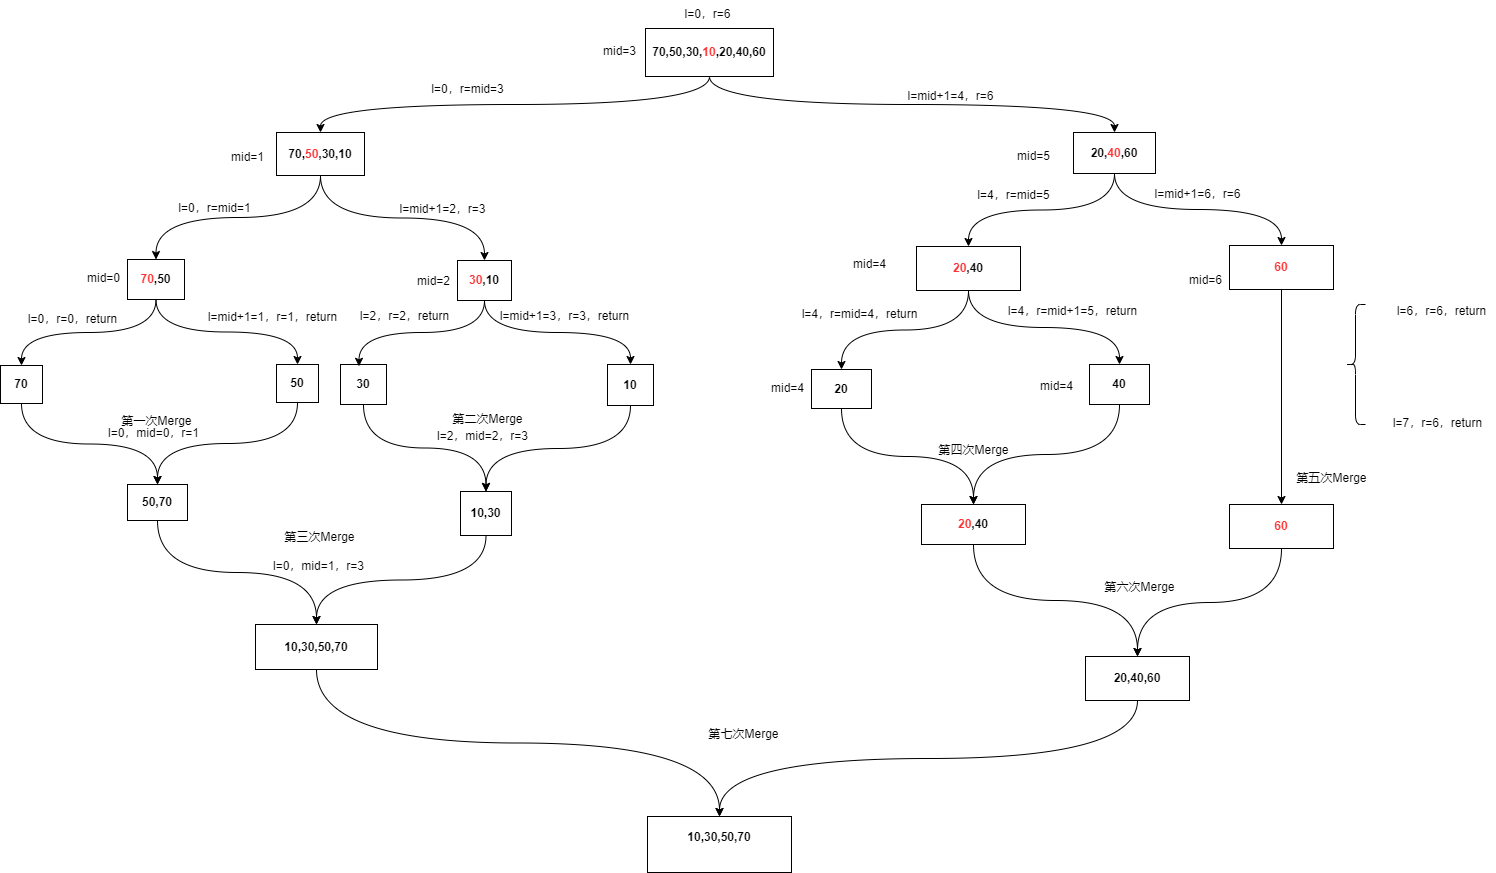 l=0，r=6
mid=3
70,50,30,10,20,40,60
l=0，r=mid=3
l=mid+1=4，r=6
mid=1
70,50,30,10
mid=5
20,40,60
l=0，r=mid=1
l=mid+1=2，r=3
l=4，r=mid=5
l=mid+1=6，r=6
mid=0
70,50
mid=2
30,10
mid=4
20,40
mid=6
60
l=0，r=0，return
l=mid+1=1，r=1，return
l=2，r=2，return
l=mid+1=3，r=3，return
l=4，r=mid=4，return
l=4，r=mid+1=5，return
l=6，r=6，return
70
50
30
10
mid=4
20
mid=4
40
第一次Merge
l=0，mid=0，r=1
第二次Merge
l=2，mid=2，r=3
l=7，r=6，return
第四次Merge
第五次Merge
50,70
10,30
20,40
60
第三次Merge
l=0，mid=1，r=3
第六次Merge
10,30,50,70
20,40,60
第七次Merge
10,30,50,70